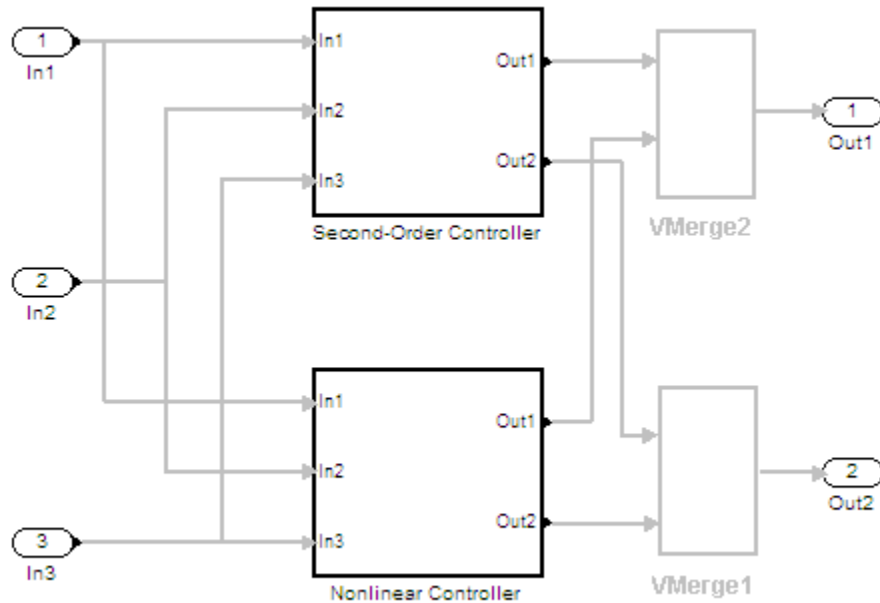 1
In1
2
In2
3
In3
In1
In2
In3
Out1
Out2
Second-Order Controller
In1
In2
In3
Out1
Out2
Nonlinear Controller
VMerge2
VMerge1
1
Out1
2
Out2